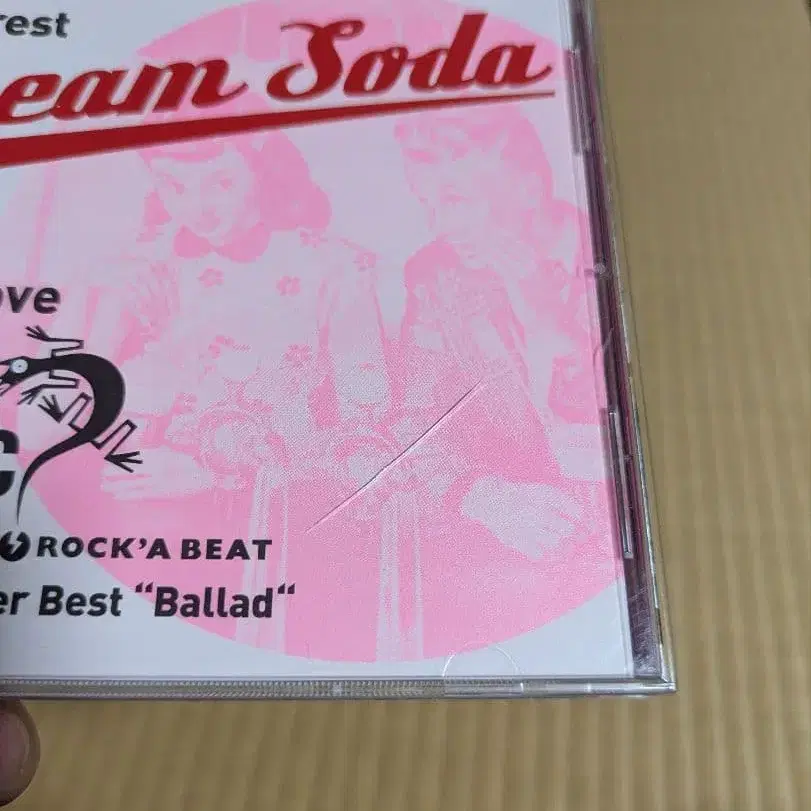 rest
eam Soda
ove
C
ROCK'A BEAT
er Best “Ballad“